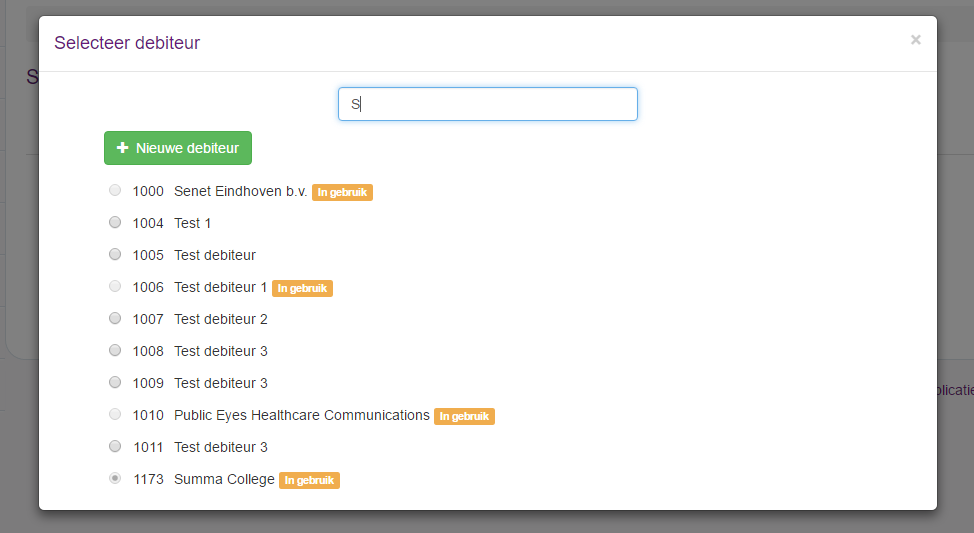 Selecteer debiteur ×
S
Nieuwe debiteur
1000 Senet Eindhoven b.v. In gebruik
1004 Test 1
1005 Test debiteur
1006 Test debiteur 1 In gebruik
1007 Test debiteur 2
1008 Test debiteur 3
1009 Test debiteur 3
1010 Public Eyes Healthcare Communications In gebruik
1011 Test debiteur 3
1173 Summa College In gebruik